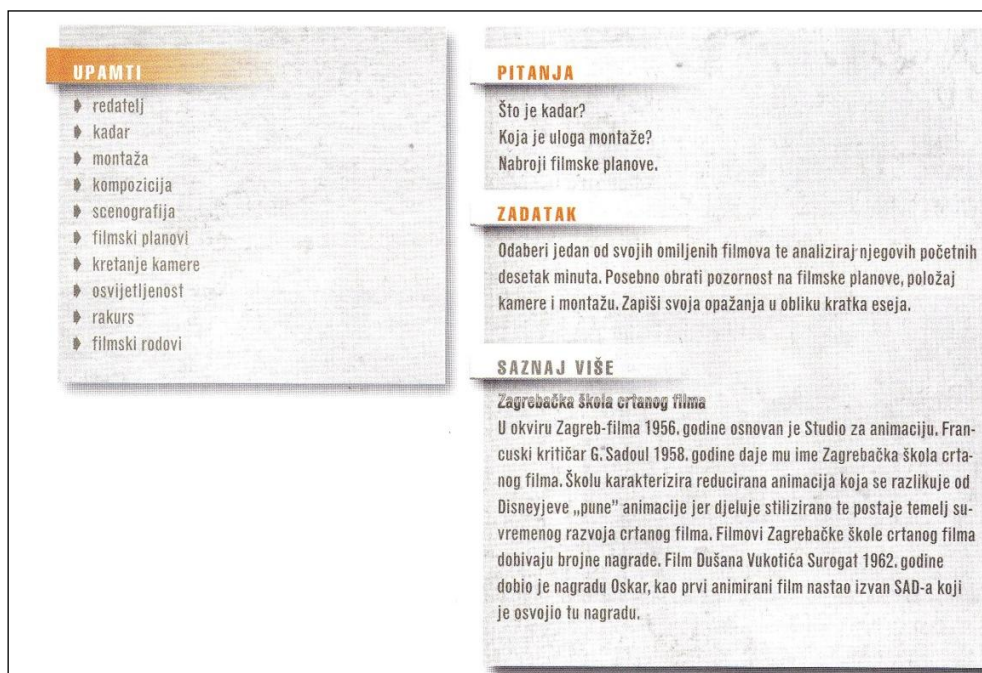 UPAMTI
redatelj
kadar
montaža
kompozicija
scenografija
filmski planovi
kretanje kamere
osvijetljenost
rakurs
filmski rodovi
PITANJA
Što je kadar?
Koja je uloga montaže?
Nabroji filmske planove.
ZADATAK
Odaberi jedan od svojih omiljenih filmova te analiziraj njegovih početnih
desetak minuta. Posebno obrati pozornost na filmske planove, položaj
kamere i montažu. Zapiši svoja opažanja u obliku kratka eseja.
SAZNAJ VIŠE
Zagrebačka škola crtanog filma
U okviru Zagreb-filma 1956. godine osnovan je Studio za animaciju. Fran-
cuski kritičar G. Sadoul 1958. godine daje mu ime Zagrebačka škola crta-
nog filma. Školu karakterizira reducirana animacija koja se razlikuje od
Disneyjeve „pune” animacije jer djeluje stilizirano te postaje temelj su-
vremenog razvoja crtanog filma. Filmovi Zagrebačke škole crtanog filma
dobivaju brojne nagrade. Film Dušana Vukotića Surogat 1962. godine
dobio je nagradu Oskar, kao prvi animirani film nastao izvan SAD-a koji
je osvojio tu nagradu.